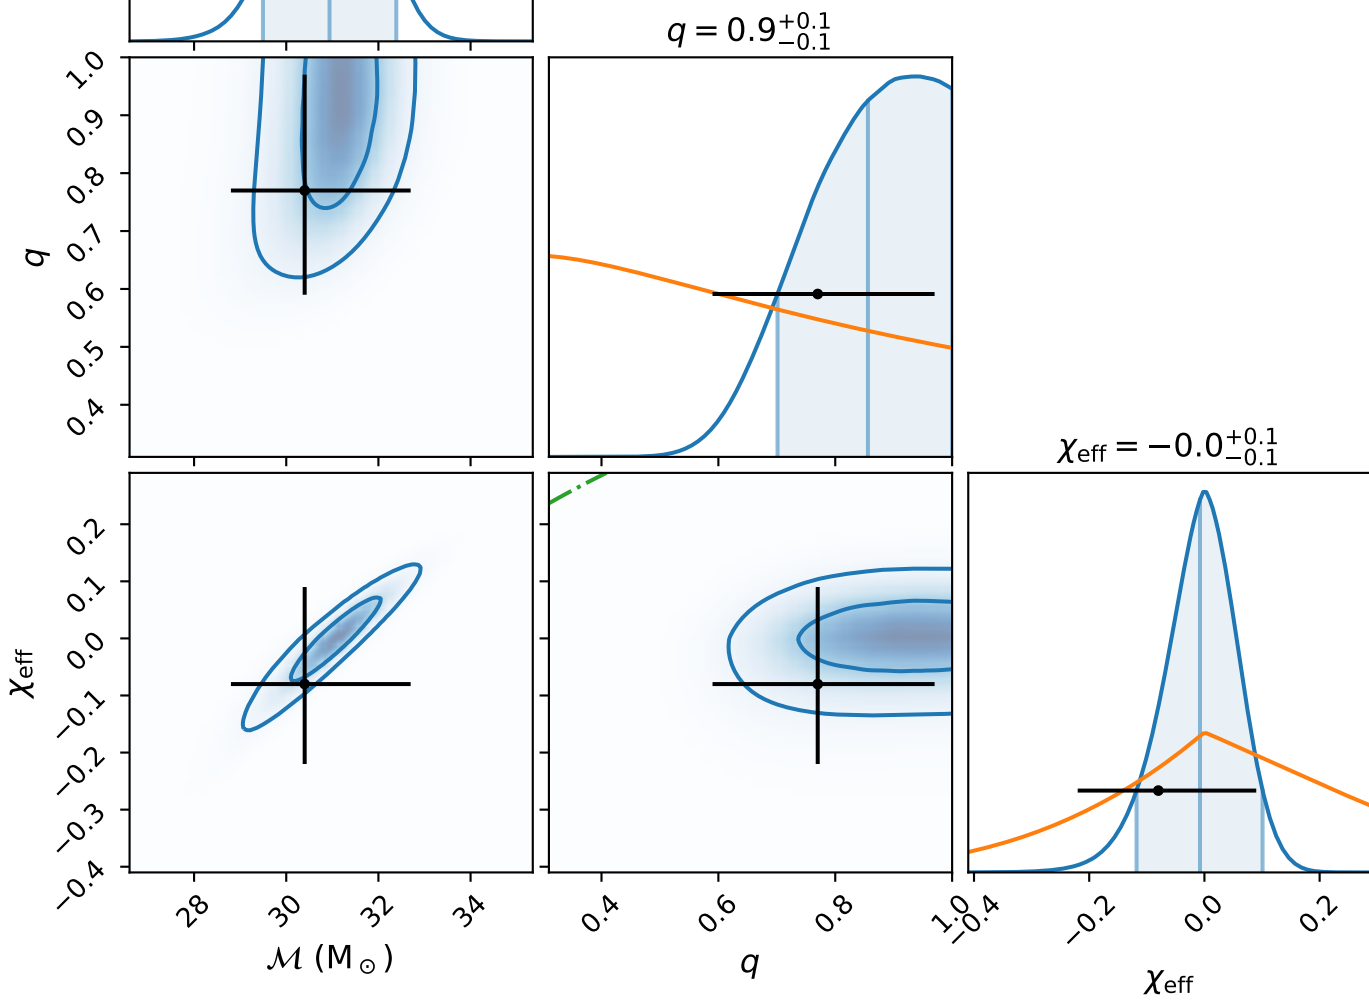 q = 0.9^{+0.1}_{-0.1}
1.0
0.9
0.8
0.7
0.6
0.5
0.4
q
χ_eff = −0.0^{+0.1}_{-0.1}
0.2
0.1
0.0
−0.1
−0.2
−0.3
−0.4
χ_eff
28 30 32 34
0.4 0.6 0.8 1.0
−0.4 −0.2 0.0 0.2
ℳ (M_⊙)
q
χ_eff